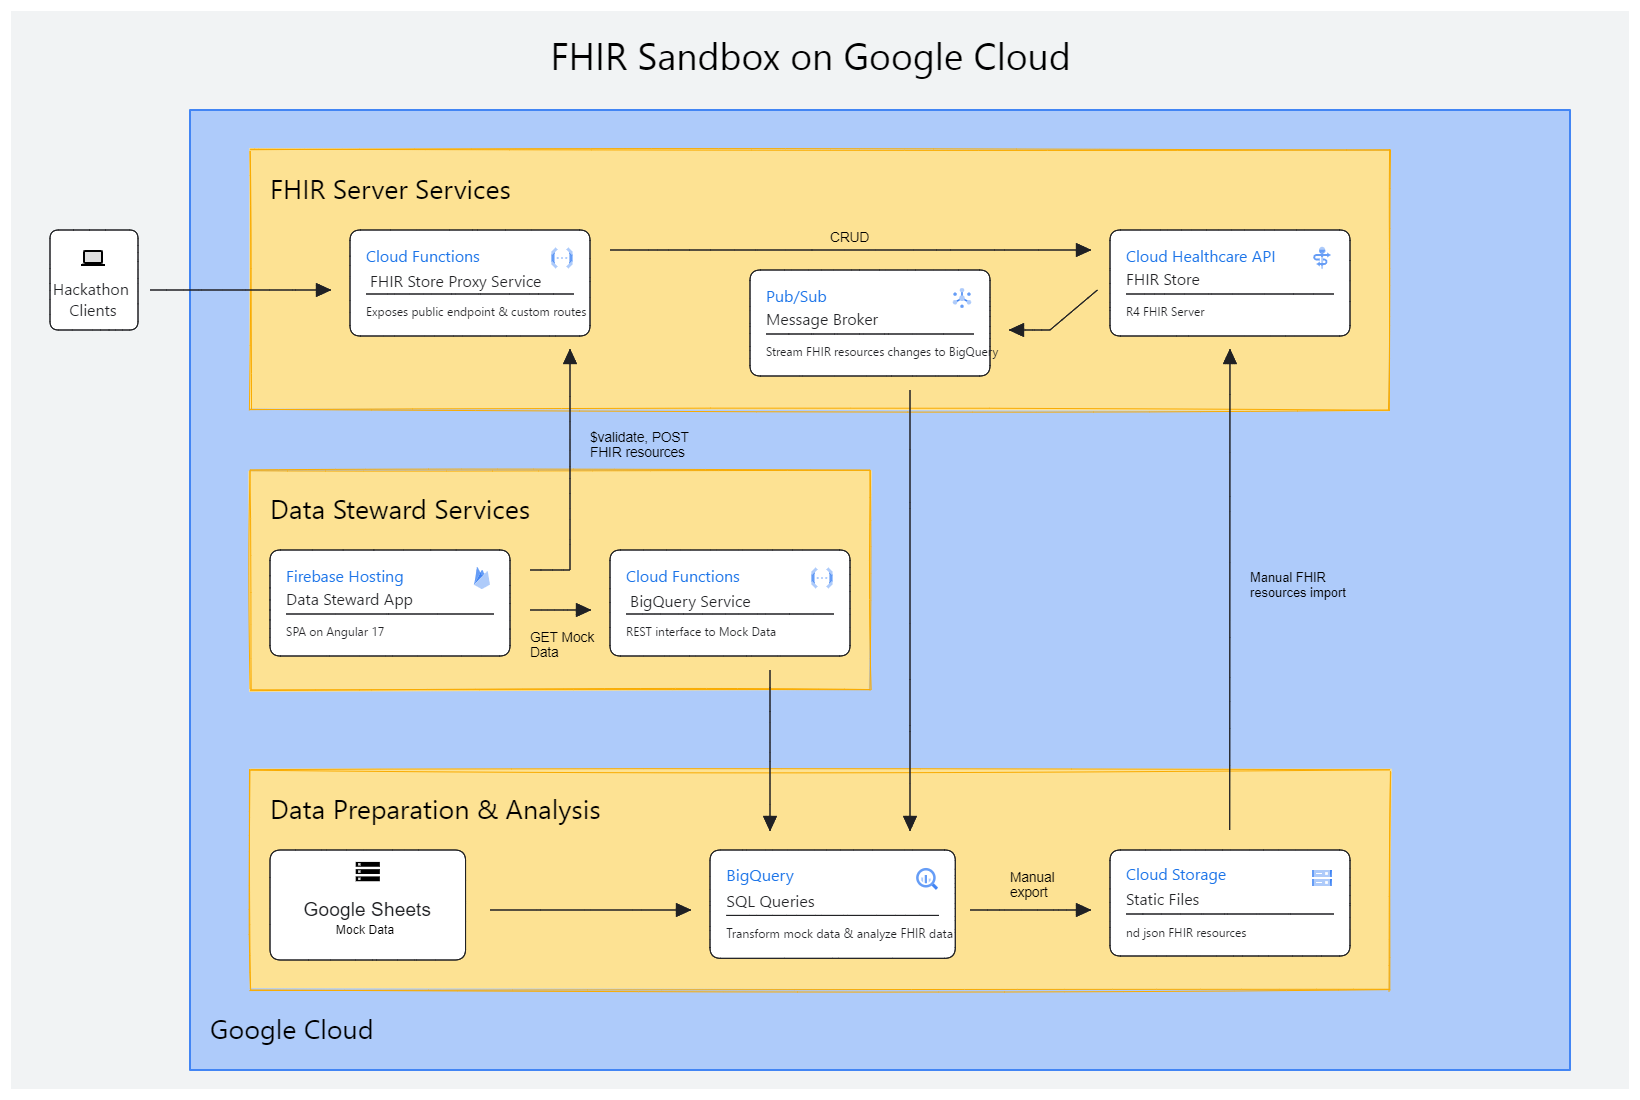 FHIR Sandbox on Google Cloud
FHIR Server Services
Hackathon
Clients
Cloud Functions
FHIR Store Proxy Service
Exposes public endpoint & custom routes
CRUD
Pub/Sub
Message Broker
Stream FHIR resources changes to BigQuery
Cloud Healthcare API
FHIR Store
R4 FHIR Server
$validate, POST
FHIR resources
Data Steward Services
Firebase Hosting
Data Steward App
SPA on Angular 17
GET Mock
Data
Cloud Functions
BigQuery Service
REST interface to Mock Data
Manual FHIR
resources import
Data Preparation & Analysis
Google Sheets
Mock Data
BigQuery
SQL Queries
Transform mock data & analyze FHIR data
Manual
export
Cloud Storage
Static Files
nd json FHIR resources
Google Cloud